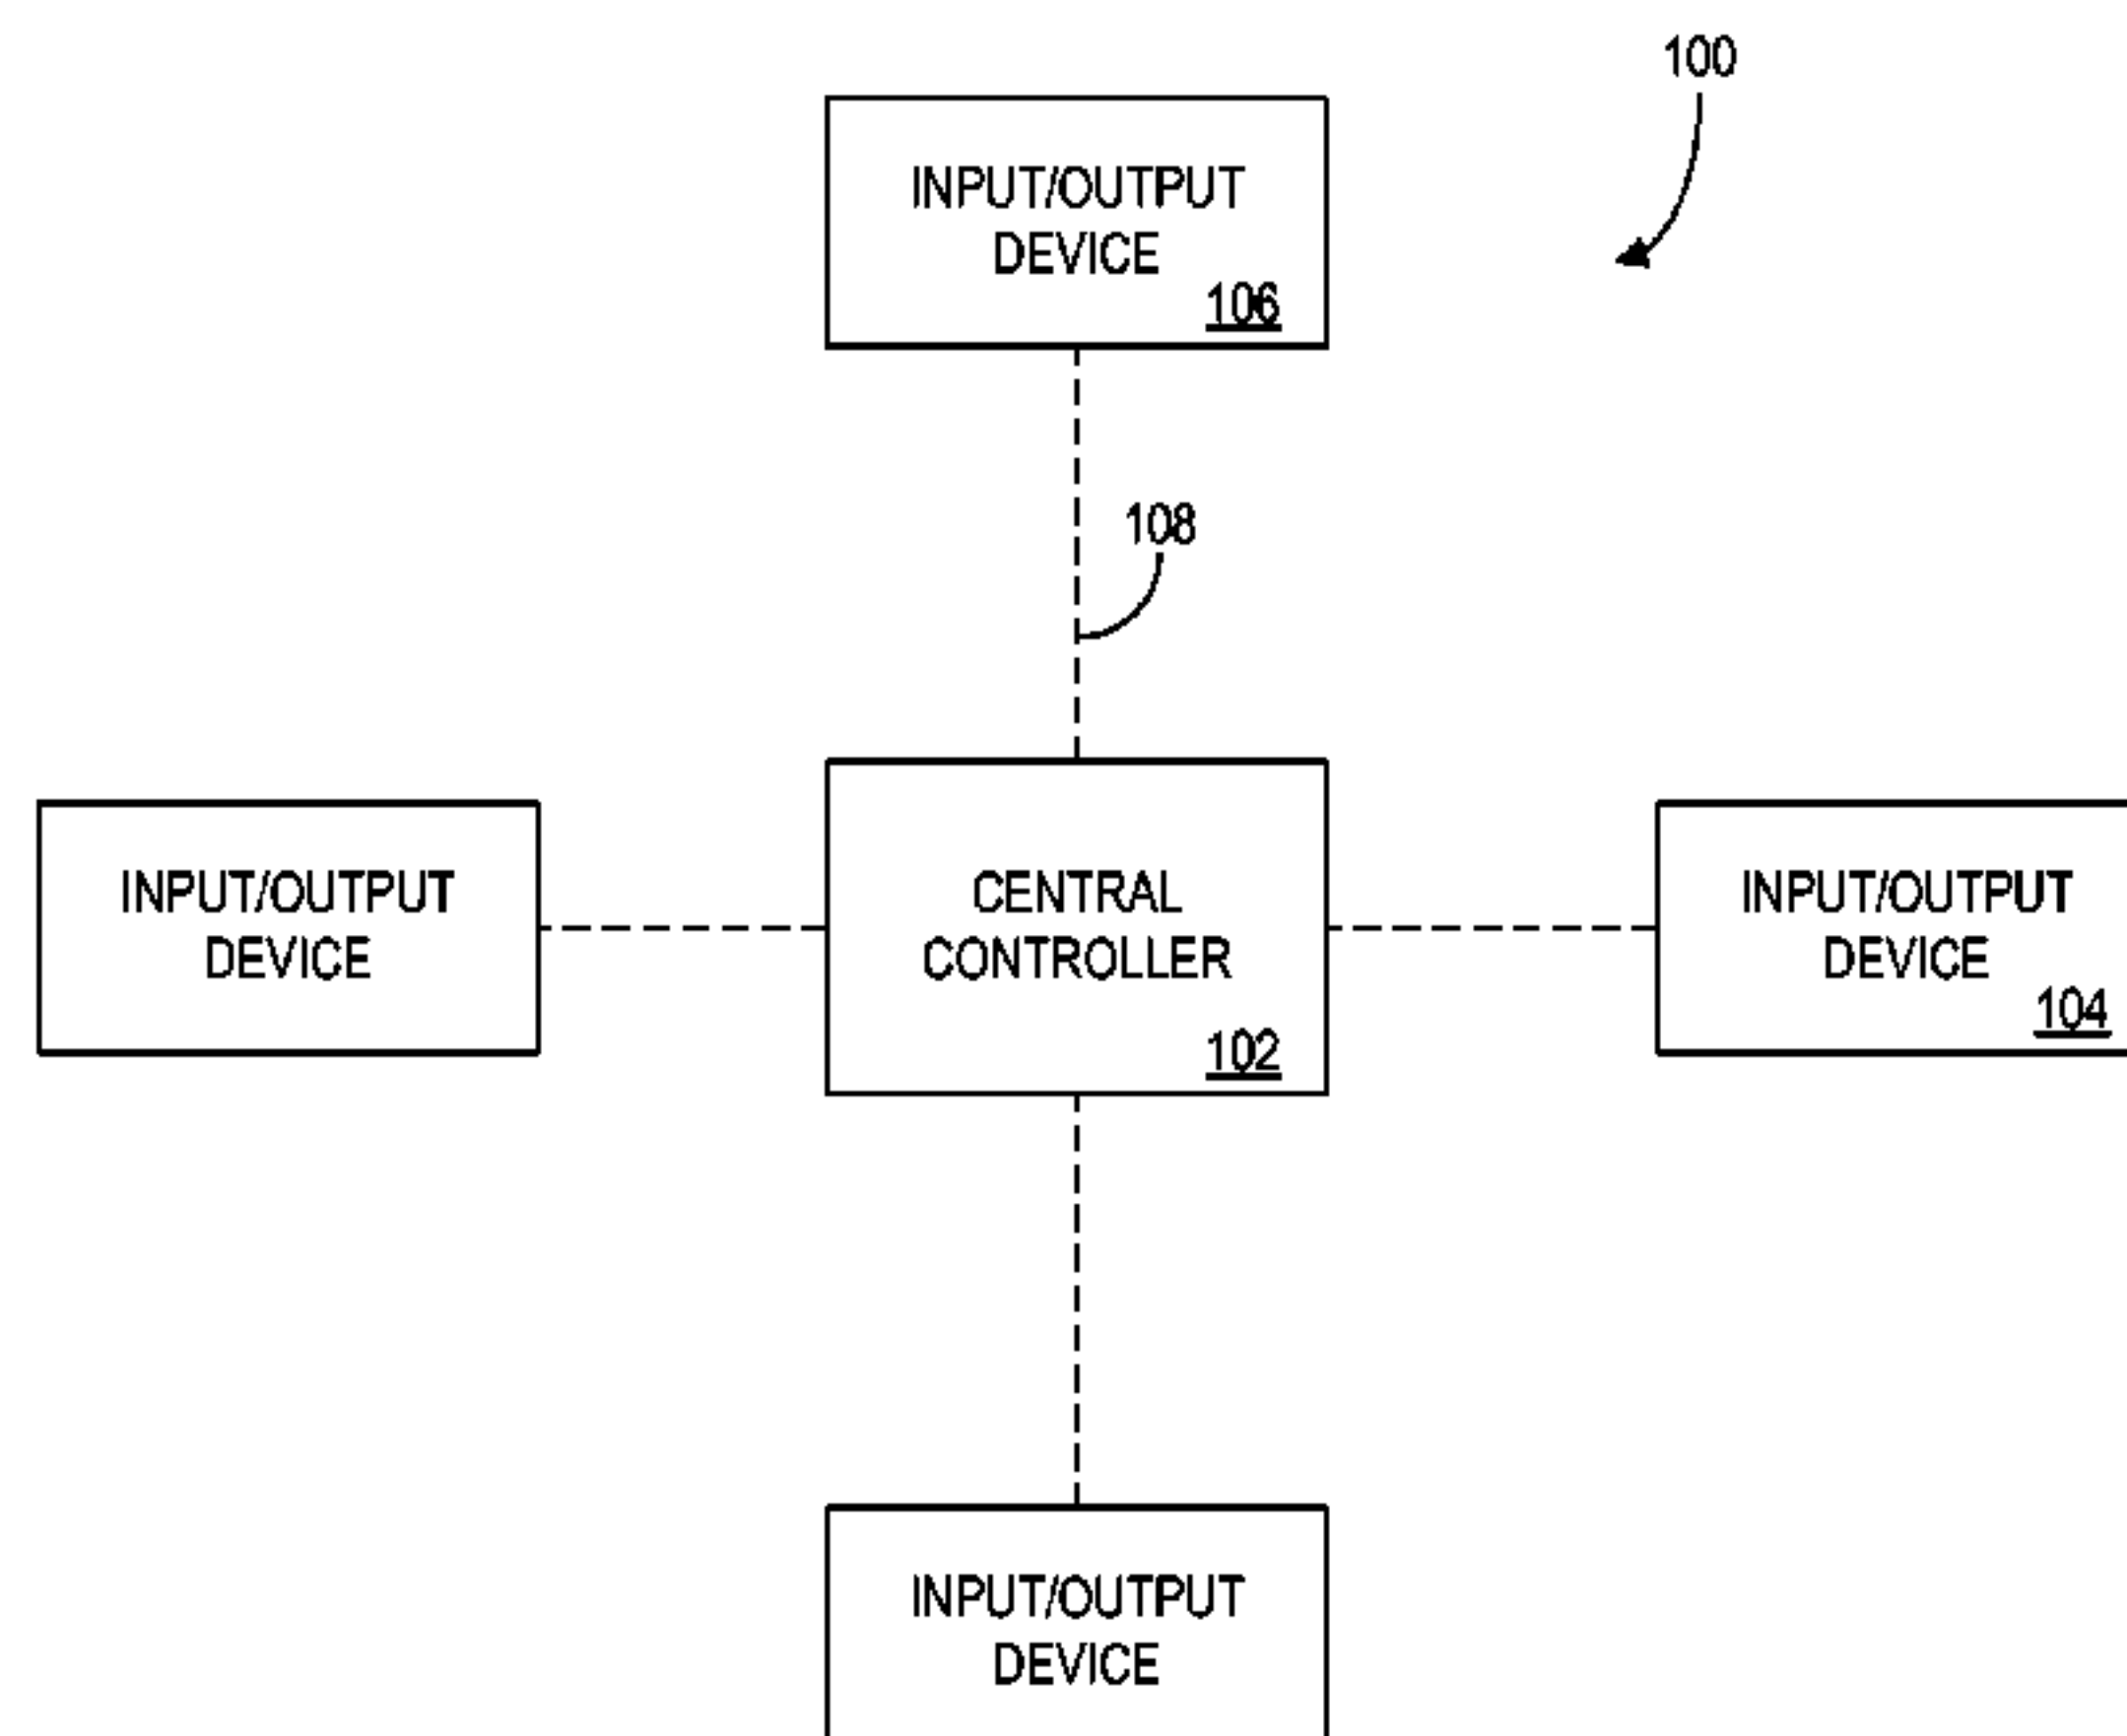 100
INPUT/OUTPUT
DEVICE
106
108
INPUT/OUTPUT
DEVICE
CENTRAL
CONTROLLER
102
INPUT/OUTPUT
DEVICE
104
INPUT/OUTPUT
DEVICE